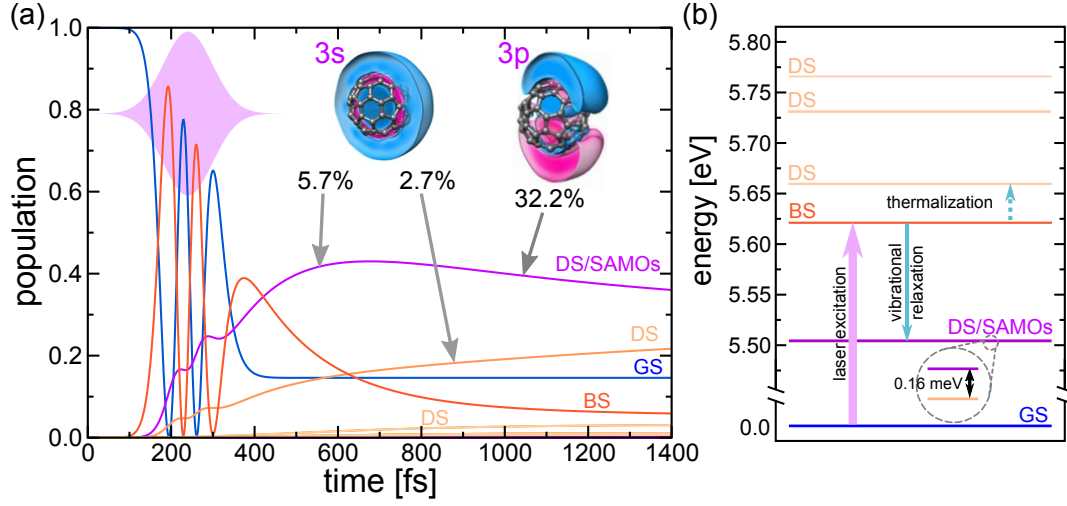 (a)
1.0
0.8
0.6
0.4
0.2
0.0
population
0
200
400
600
800
1000
1200
1400
time [fs]
3s
3p
5.7%
2.7%
32.2%
DS/SAMOs
DS
GS
BS
DS
(b)
5.80
5.75
5.70
5.65
5.60
5.55
5.50
0.0
energy [eV]
DS
DS
DS
BS
thermalization
laser excitation
vibrational
relaxation
DS/SAMOs
0.16 meV
GS